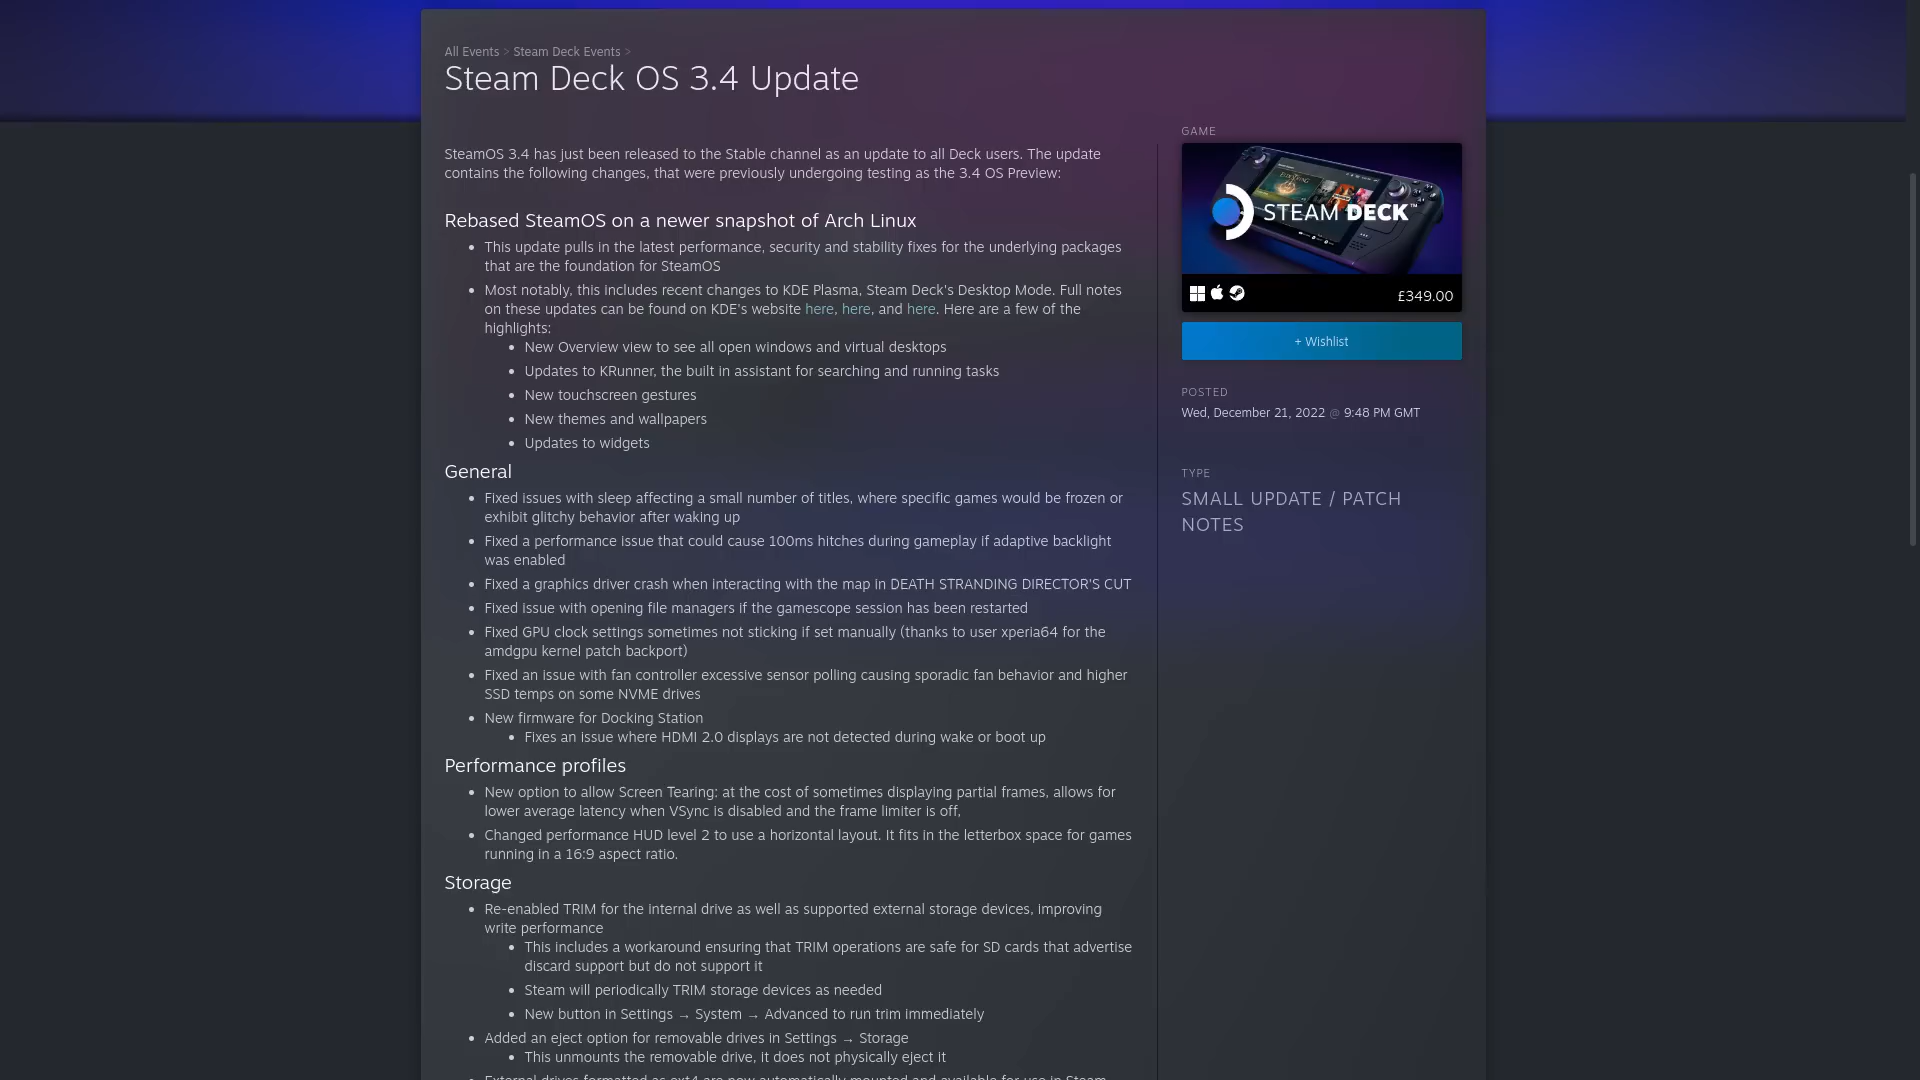 All Events > Steam Deck Events >
Steam Deck OS 3.4 Update
SteamOS 3.4 has just been released to the Stable channel as an update to all Deck users. The update
contains the following changes, that were previously undergoing testing as the 3.4 OS Preview:
Rebased SteamOS on a newer snapshot of Arch Linux
• This update pulls in the latest performance, security and stability fixes for the underlying packages
that are the foundation for SteamOS
• Most notably, this includes recent changes to KDE Plasma, Steam Deck's Desktop Mode. Full notes
on these updates can be found on KDE's website here, here, and here. Here are a few of the
highlights:
• New Overview view to see all open windows and virtual desktops
• Updates to KRunner, the built in assistant for searching and running tasks
• New touchscreen gestures
• New themes and wallpapers
• Updates to widgets
General
• Fixed issues with sleep affecting a small number of titles, where specific games would be frozen or
exhibit glitchy behavior after waking up
• Fixed a performance issue that could cause 100ms hitches during gameplay if adaptive backlight
was enabled
• Fixed a graphics driver crash when interacting with the map in DEATH STRANDING DIRECTOR'S CUT
• Fixed issue with opening file managers if the gamescope session has been restarted
• Fixed GPU clock settings sometimes not sticking if set manually (thanks to user xperia64 for the
amdgpu kernel patch backport)
• Fixed an issue with fan controller excessive sensor polling causing sporadic fan behavior and higher
SSD temps on some NVME drives
• New firmware for Docking Station
• Fixes an issue where HDMI 2.0 displays are not detected during wake or boot up
Performance profiles
• New option to allow Screen Tearing: at the cost of sometimes displaying partial frames, allows for
lower average latency when VSync is disabled and the frame limiter is off,
• Changed performance HUD level 2 to use a horizontal layout. It fits in the letterbox space for games
running in a 16:9 aspect ratio.
Storage
• Re-enabled TRIM for the internal drive as well as supported external storage devices, improving
write performance
• This includes a workaround ensuring that TRIM operations are safe for SD cards that advertise
discard support but do not support it
• Steam will periodically TRIM storage devices as needed
• New button in Settings → System → Advanced to run trim immediately
• Added an eject option for removable drives in Settings → Storage
• This unmounts the removable drive, it does not physically eject it
• External drives formatted as ext4 are now automatically mounted and available for use in Steam
GAME
STEAM DECK™
£349.00
+ Wishlist
POSTED
Wed, December 21, 2022 @ 9:48 PM GMT
TYPE
SMALL UPDATE / PATCH
NOTES